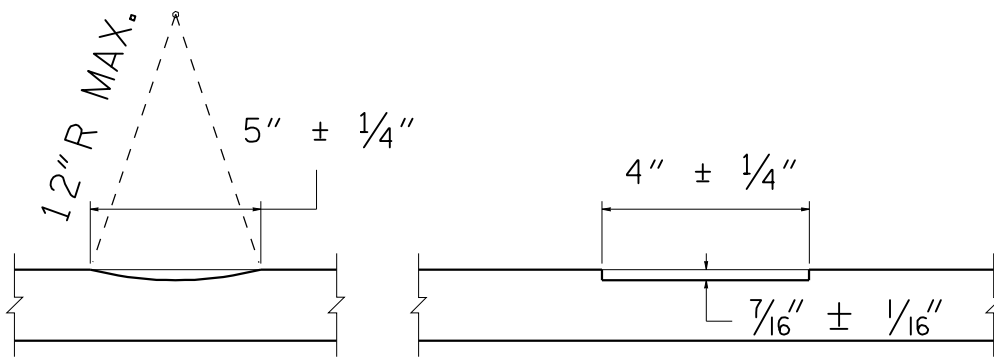 12" R MAX.
5" ± 1/4"
4" ± 1/4"
7/16" ± 1/16"